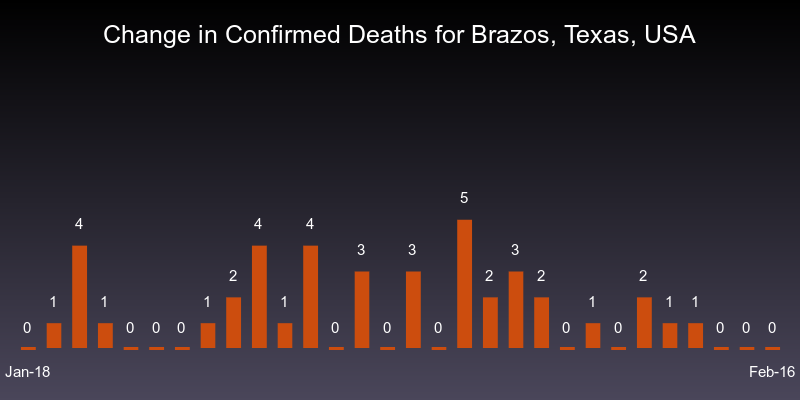 Change in Confirmed Deaths for Brazos, Texas, USA
0 1 4 1 0 0 0 1 2 4 1 4 0 3 0 3 0 5 2 3 2 0 1 0 2 1 1 0 0 0
Jan-18 Feb-16